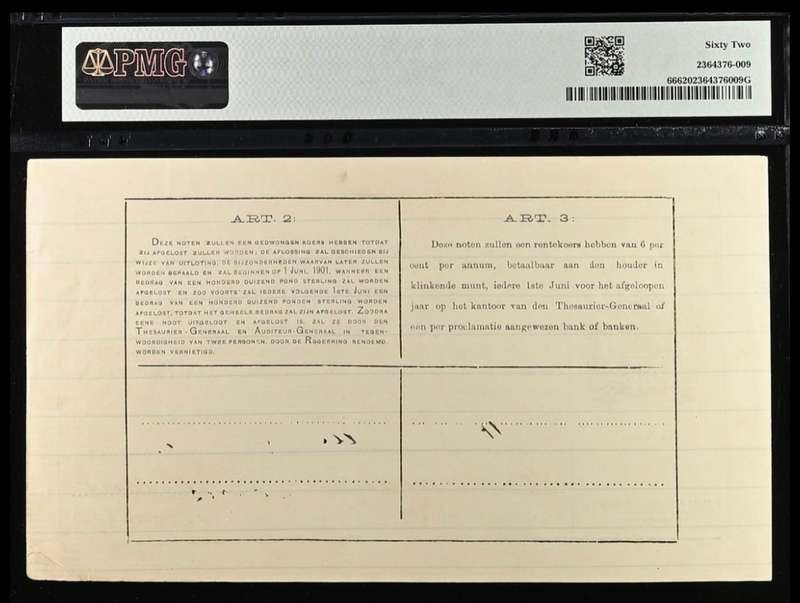 PMG
Sixty Two
2364376-009
666202364376009G
ART. 2:
DEZE NOTEN ZULLEN EEN GEDWONGEN KOERS HEBBEN TOTDAT
ZIJ AFGELOST ZULLEN WORDEN; DE AFLOSSING ZAL GESCHIEDEN BIJ
WIJZE VAN UITLOTING, DE BIJZONDERHEDEN WAARVAN LATER ZULLEN
WORDEN BEPAALD EN ZAL BEGINNEN OP 1 JUNI, 1901, WANNEER EEN
BEDRAG VAN EEN HONDERD DUIZEND POND STERLING ZAL WORDEN
AFGELOST EN ZOO VOORTS ZAL IEDERE VOLGENDE 1STE JUNI EEN
BEDRAG VAN EEN HONDERD DUIZEND PONDEN STERLING WORDEN
AFGELOST, TOTDAT HET GEHEELE BEDRAG ZAL ZIJN AFGELOST. ZOODRA
EENE NOOT UITGELOOT EN AFGELOST IS, ZAL ZE DOOR DEN
THESAURIER-GENERAAL EN AUDITEUR-GENERAAL IN TEGEN-
WOORDIGHEID VAN TWEE PERSONEN, DOOR DE REGEERING BENOEMD,
WORDEN VERNIETIGD.
ART. 3:
Deze noten zullen een rentekoers hebben van 6 per
cent per annum, betaalbaar aan den houder in
klinkende munt, iedere 1ste Juni voor het afgeloopen
jaar op het kantoor van den Thesaurier-Generaal of
een per proclamatie aangewezen bank of banken.